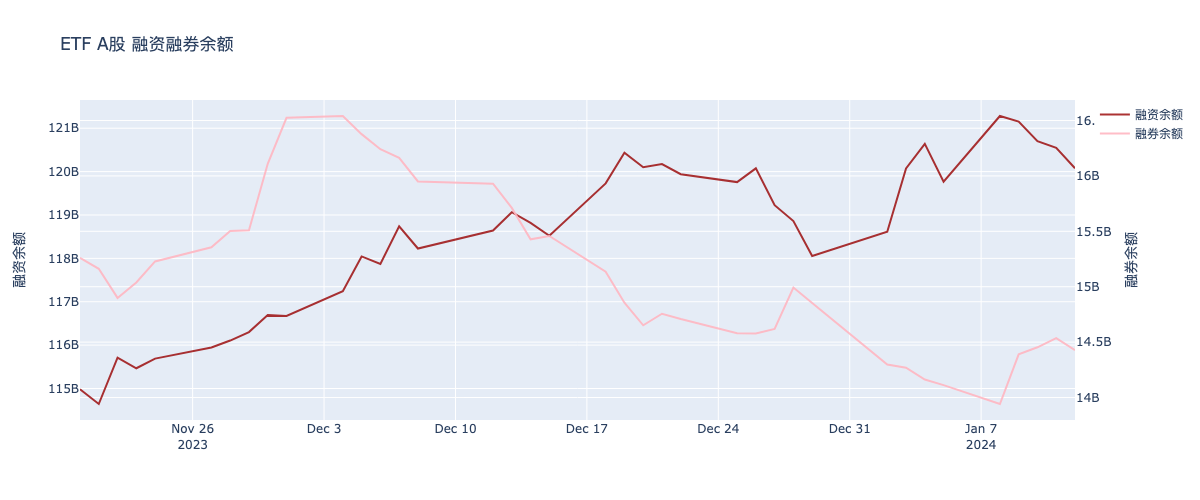 ETF A股 融资融券余额
融资余额
121B
120B
119B
118B
117B
116B
115B
16.
16B
15.5B
15B
14.5B
14B
融券余额
融资余额
融券余额
Nov 26
2023
Dec 3
Dec 10
Dec 17
Dec 24
Dec 31
Jan 7
2024